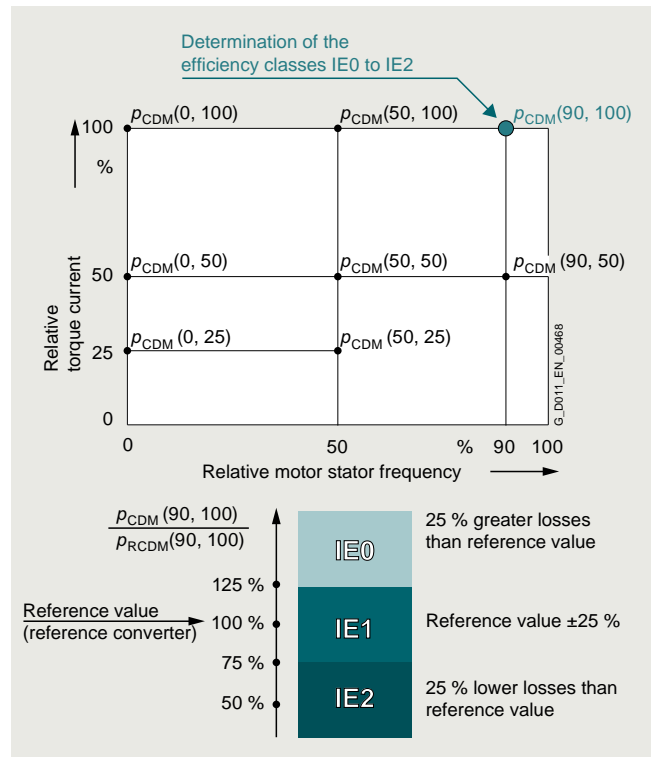 Determination of the
efficiency classes IE0 to IE2
pCDM(0, 100)
pCDM(50, 100)
pCDM(90, 100)
100
%
pCDM(0, 50)
pCDM(50, 50)
pCDM (90, 50)
50
Relative
torque current
pCDM (0, 25)
pCDM (50, 25)
25
0
G_D011_EN_00468
0
50
%
90
100
Relative motor stator frequency
pCDM (90, 100)
pRCDM(90, 100)
IE0
25 % greater losses
than reference value
125 %
Reference value
(reference converter)
100 %
IE1
Reference value ±25 %
75 %
50 %
IE2
25 % lower losses than
reference value